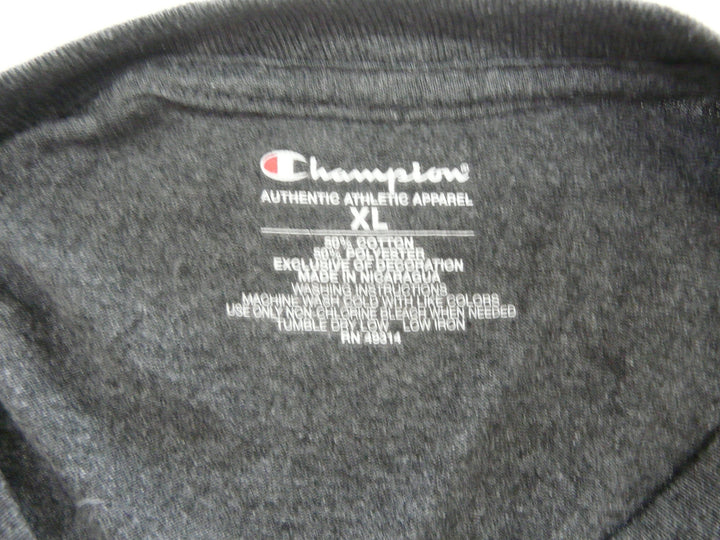 Champion®
AUTHENTIC ATHLETIC APPAREL
XL
50% COTTON
50% POLYESTER
EXCLUSIVE OF DECORATION
MADE IN NICARAGUA
WASHING INSTRUCTIONS
MACHINE WASH COLD WITH LIKE COLORS
USE ONLY NON-CHLORINE BLEACH WHEN NEEDED
TUMBLE DRY LOW LOW IRON
RN 49314